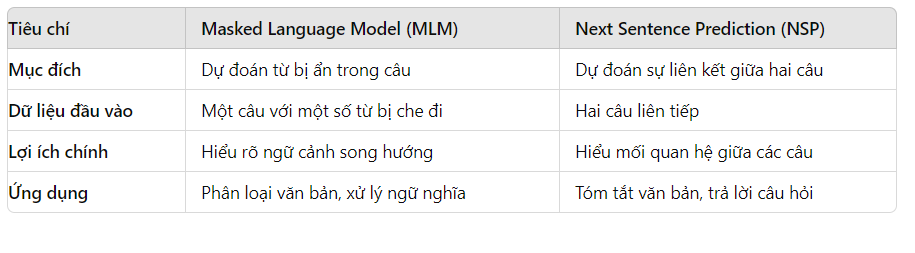 Tiêu chí Masked Language Model (MLM) Next Sentence Prediction (NSP)
Mục đích Dự đoán từ bị ẩn trong câu Dự đoán sự liên kết giữa hai câu
Dữ liệu đầu vào Một câu với một số từ bị che đi Hai câu liên tiếp
Lợi ích chính Hiểu rõ ngữ cảnh song hướng Hiểu mối quan hệ giữa các câu
Ứng dụng Phân loại văn bản, xử lý ngữ nghĩa Tóm tắt văn bản, trả lời câu hỏi